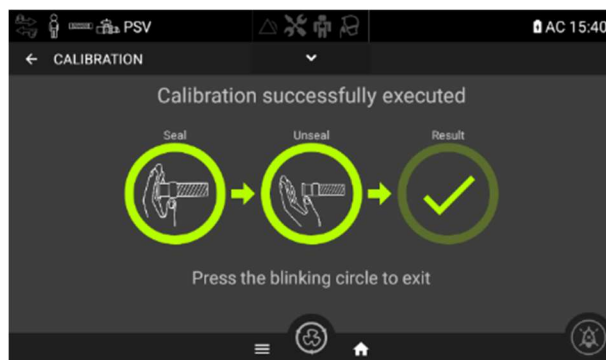 PSV
AC 15:40
CALIBRATION
Calibration successfully executed
Seal
Unseal
Result
Press the blinking circle to exit